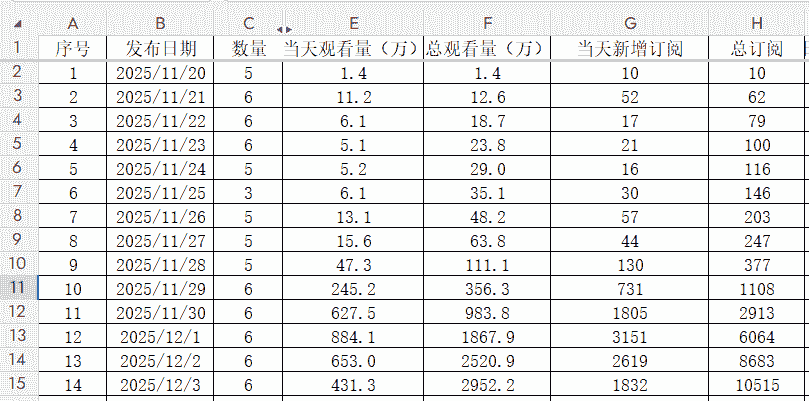 A B C E F G H
1 序号 发布日期 数量 当天观看量（万） 总观看量（万） 当天新增订阅 总订阅
2 1 2025/11/20 5 1.4 1.4 10 10
3 2 2025/11/21 6 11.2 12.6 52 62
4 3 2025/11/22 6 6.1 18.7 17 79
5 4 2025/11/23 6 5.1 23.8 21 100
6 5 2025/11/24 5 5.2 29.0 16 116
7 6 2025/11/25 3 6.1 35.1 30 146
8 7 2025/11/26 5 13.1 48.2 57 203
9 8 2025/11/27 5 15.6 63.8 44 247
10 9 2025/11/28 5 47.3 111.1 130 377
11 10 2025/11/29 6 245.2 356.3 731 1108
12 11 2025/11/30 6 627.5 983.8 1805 2913
13 12 2025/12/1 6 884.1 1867.9 3151 6064
14 13 2025/12/2 6 653.0 2520.9 2619 8683
15 14 2025/12/3 6 431.3 2952.2 1832 10515